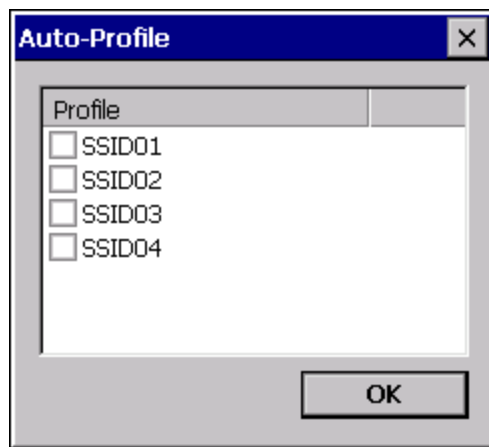 Auto-Profile
Profile
SSID01
SSID02
SSID03
SSID04
OK